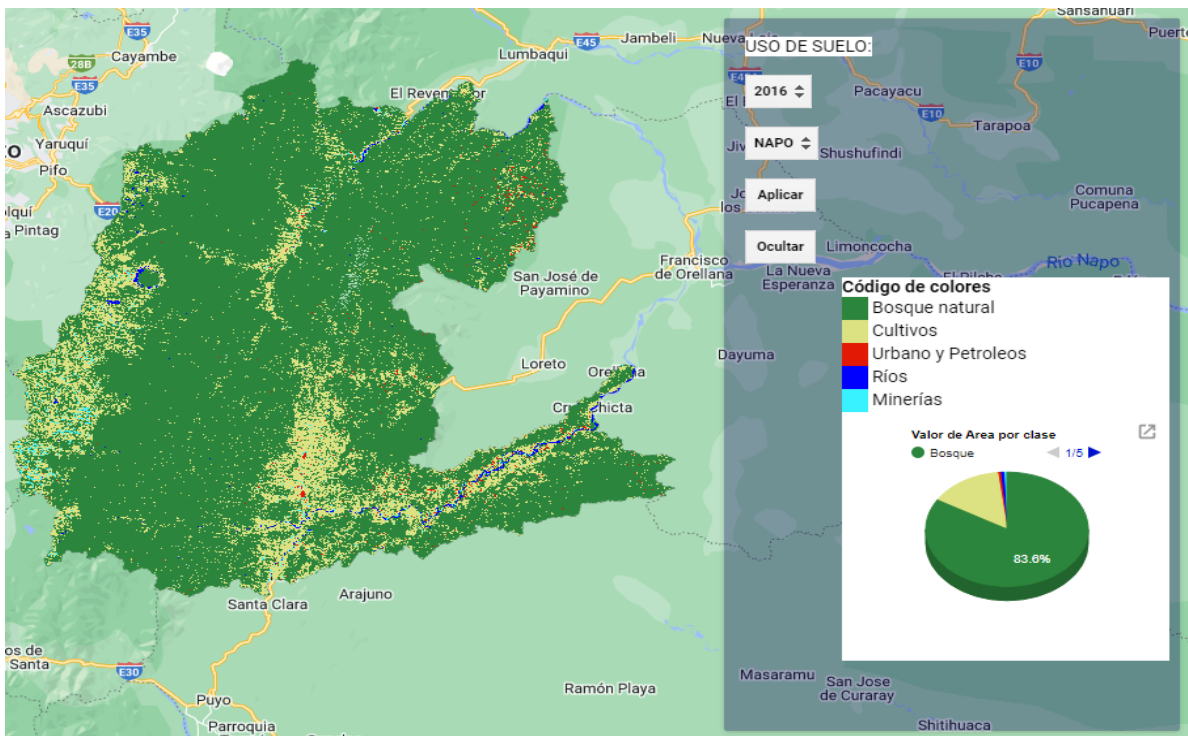 Sansahuari
E35
Cayambe
28B
E35
Ascazubi
Yaruquí
Pifo
E20
Pintag
El Reventador
Lumbaqui
E45
Jambeli
Puerto
USO DE SUELO:
2016
E10
Pacayacu
E10
Tarapoa
NAPO
Shushufindi
Aplicar
Comuna
Pucapena
Ocultar
Limoncocha
Francisco
de Orellana
La Nueva
Esperanza
Río Napo
San José de
Payamino
Código de colores
Bosque natural
Cultivos
Urbano y Petroleos
Ríos
Minerías
Loreto
Dayuma
Valor de Area por clase
Bosque
1/5
83.6%
Santa Clara
Arajuno
os de
Santa
E30
Puyo
Parroquia
Ramón Playa
Masaramu
San Jose
de Curaray
Shitihuaca